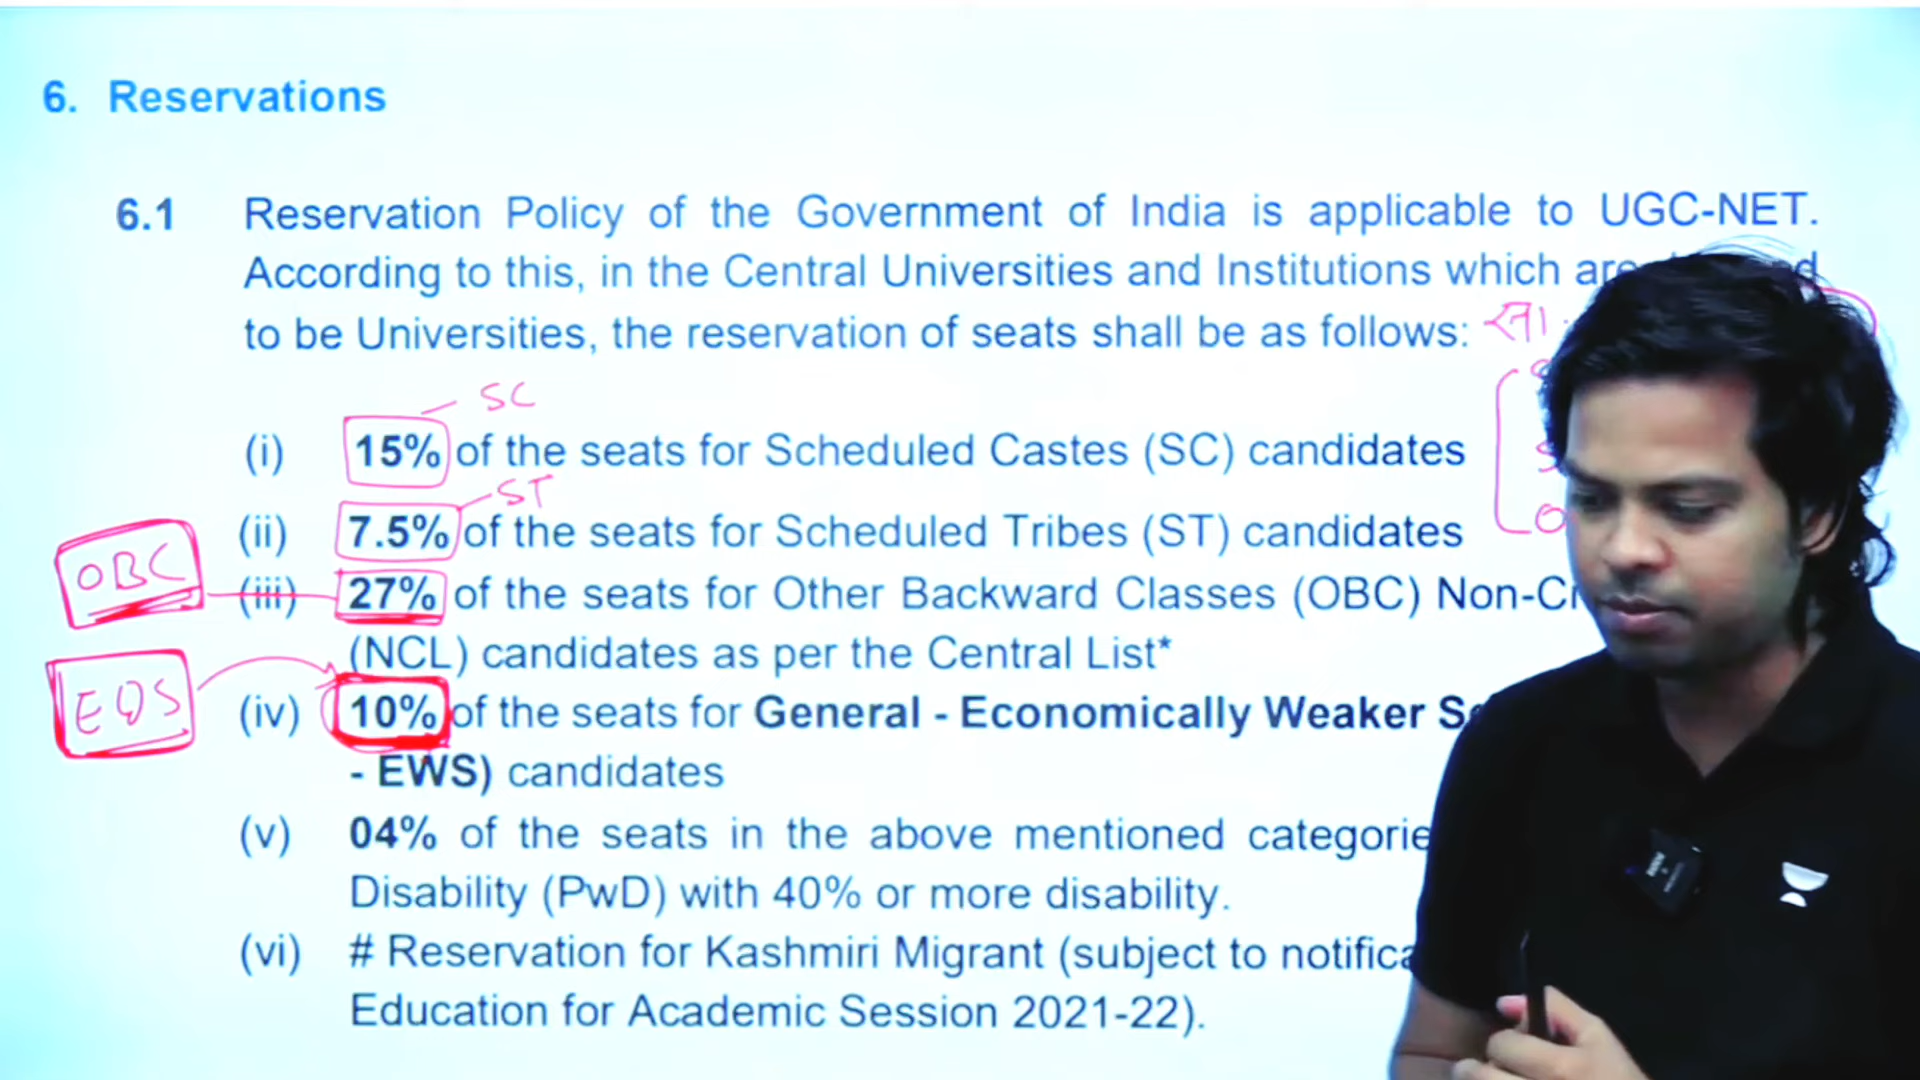 6. Reservations
6.1 Reservation Policy of the Government of India is applicable to UGC-NET.
According to this, in the Central Universities and Institutions which are
to be Universities, the reservation of seats shall be as follows:
SC
(i) 15% of the seats for Scheduled Castes (SC) candidates
ST
(ii) 7.5% of the seats for Scheduled Tribes (ST) candidates
OBC
(iii) 27% of the seats for Other Backward Classes (OBC)
(NCL) candidates as per the Central List*
EWS
(iv) 10% of the seats for General - Economically Weaker
- EWS) candidates
(v) 04% of the seats in the above mentioned
Disability (PwD) with 40% or more disability.
(vi) # Reservation for Kashmiri Migrant (subject to
Education for Academic Session 2021-22).